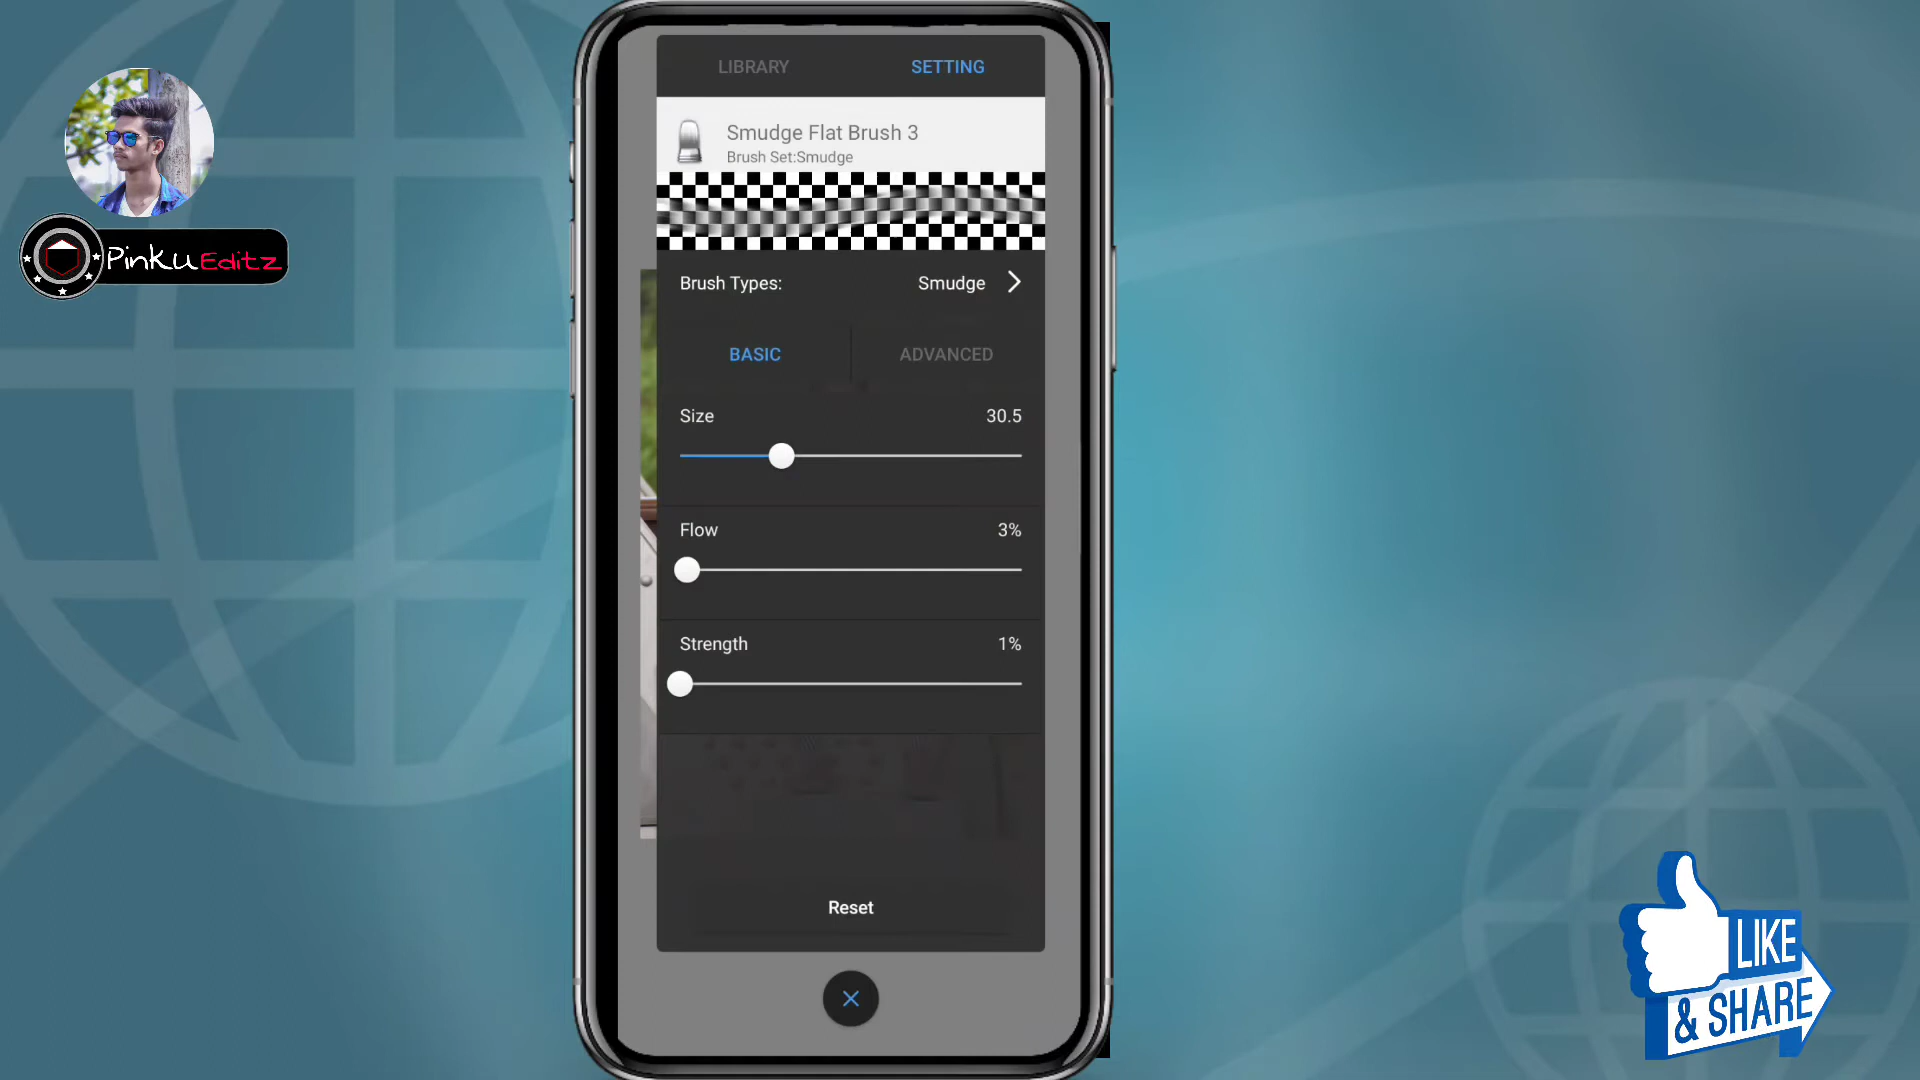 LIBRARY SETTING
Smudge Flat Brush 3
Brush Set:Smudge
PinKUEditz
Brush Types: Smudge
BASIC ADVANCED
Size 30.5
Flow 3%
Strength 1%
Reset
LIKE
& SHARE